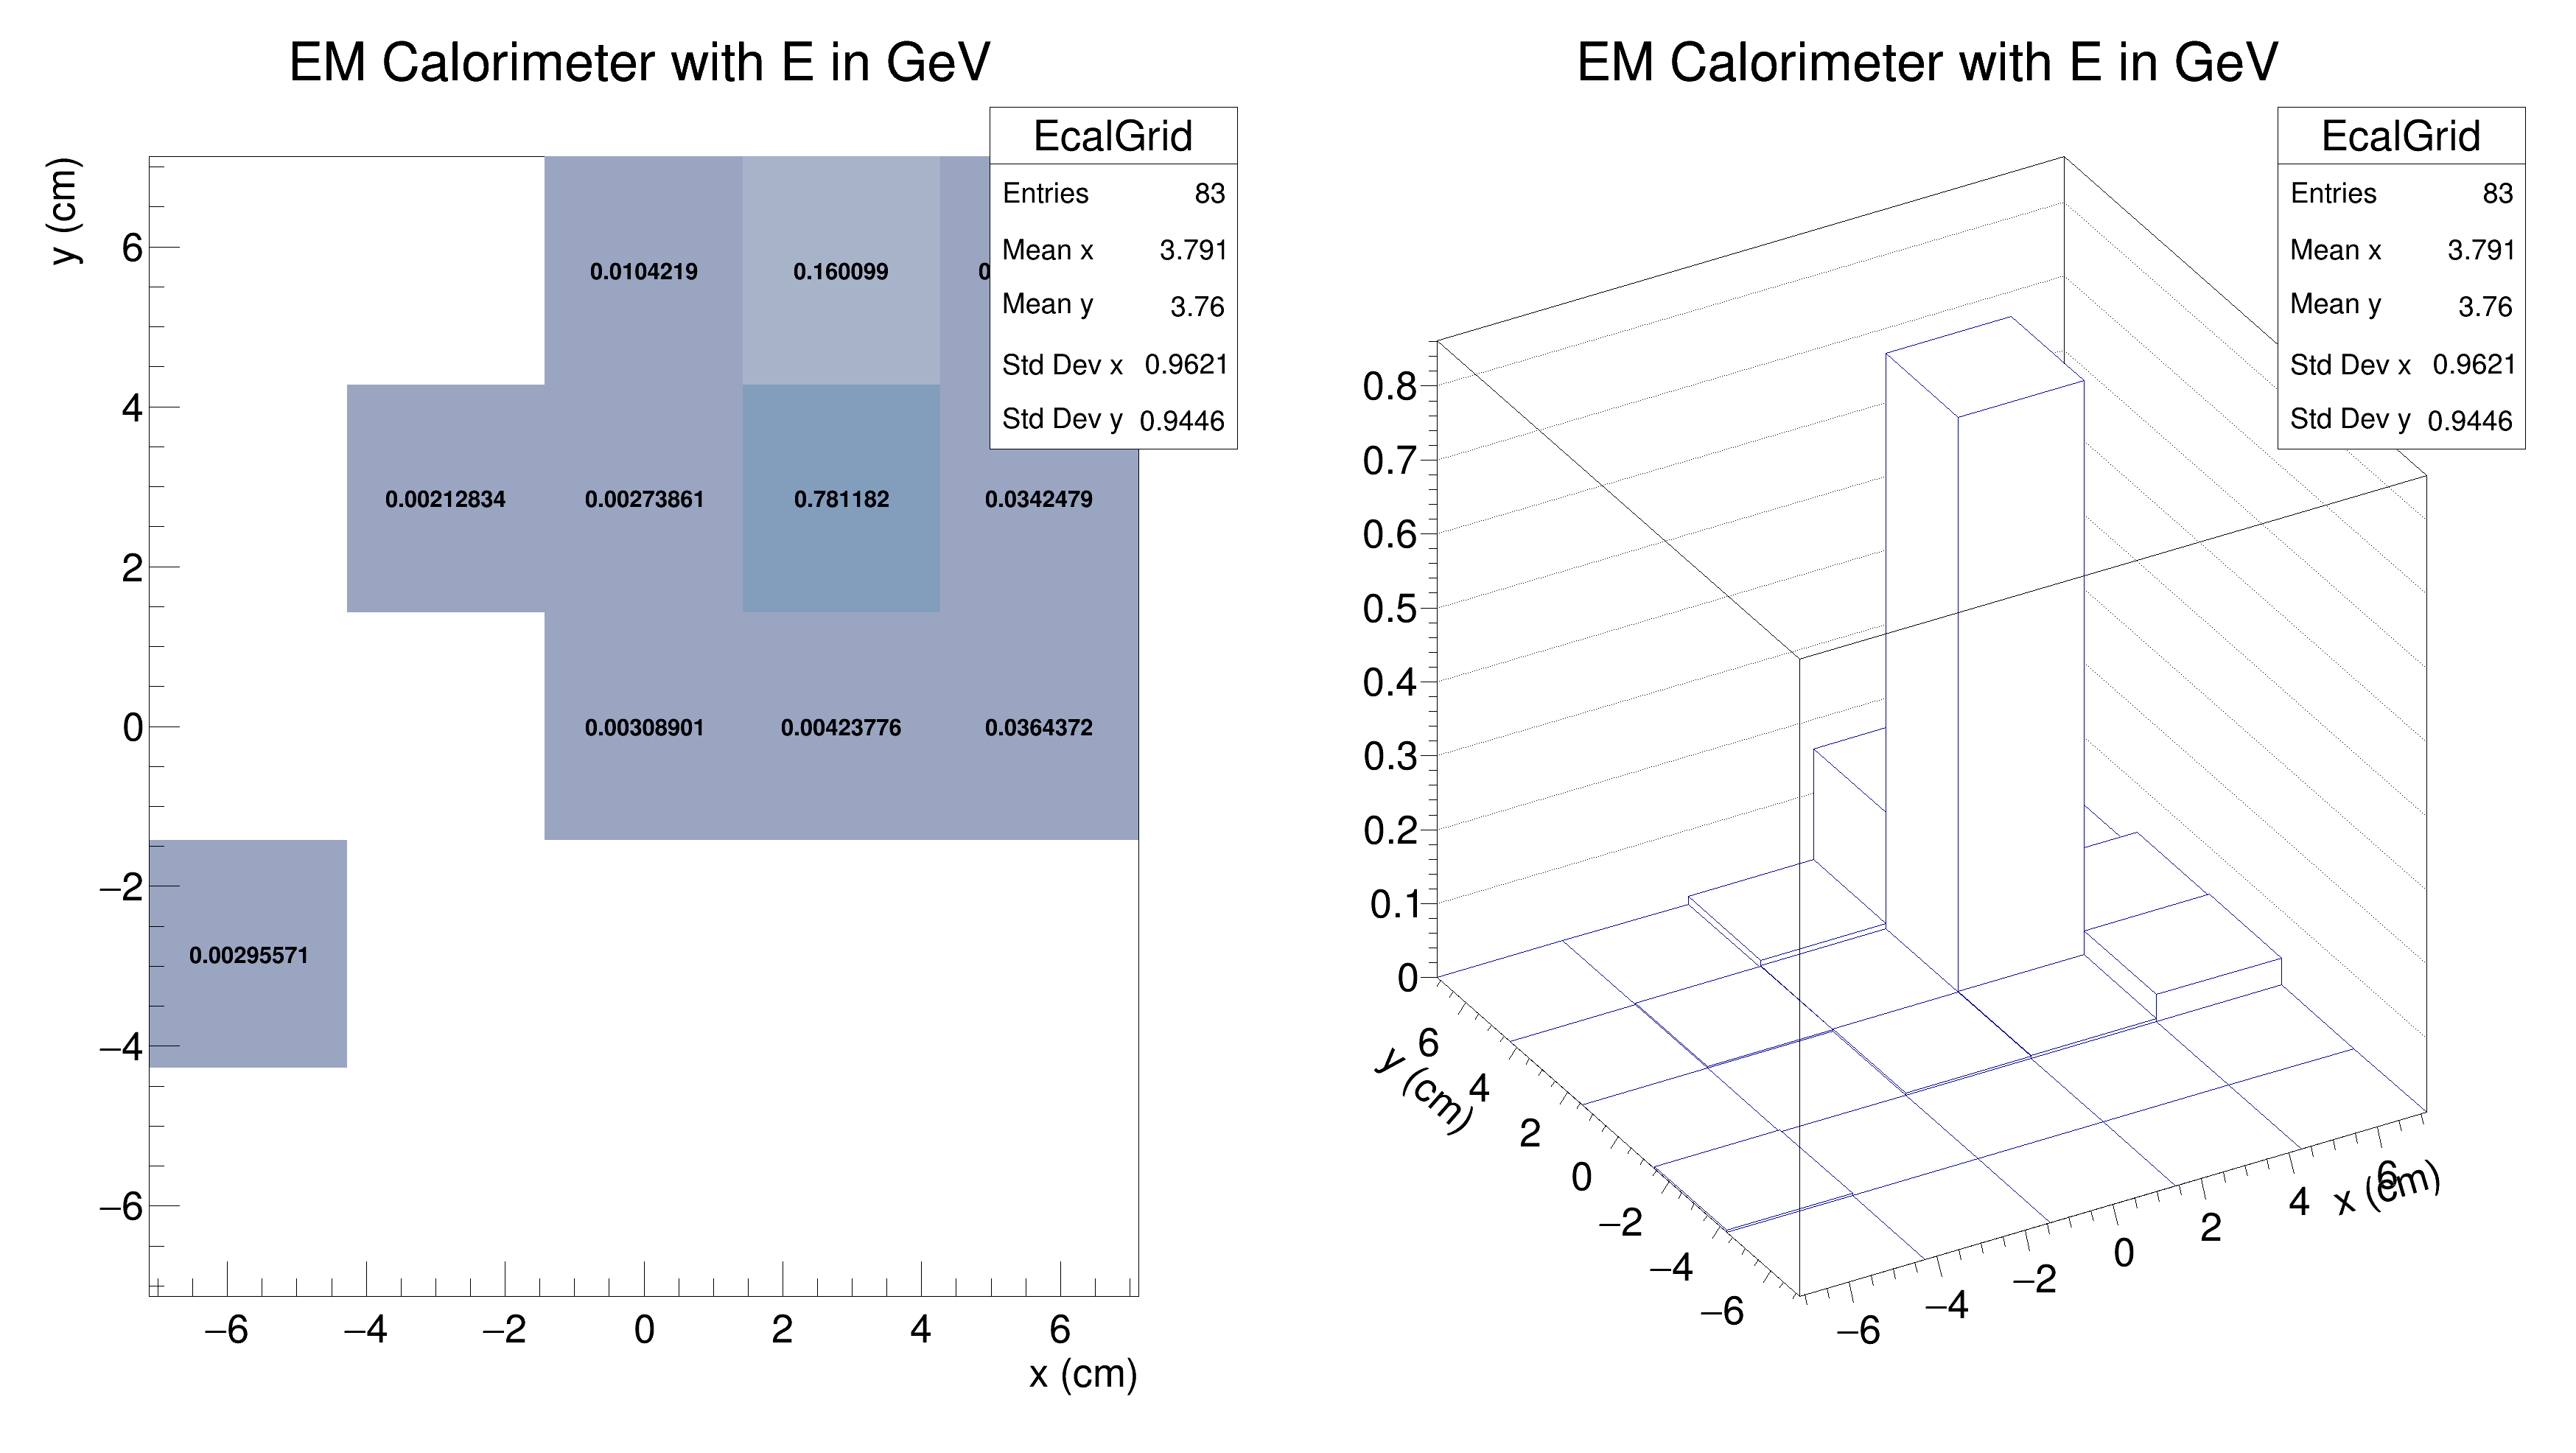 EM Calorimeter with E in GeV
EcalGrid
Entries 83
Mean x 3.791
Mean y 3.76
Std Dev x 0.9621
Std Dev y 0.9446
y (cm)
6
4
2
0
−2
−4
−6
0.0104219 0.160099
0.00212834 0.00273861 0.781182 0.0342479
0.00308901 0.00423776 0.0364372
0.00295571
−6 −4 −2 0 2 4 6
x (cm)
EM Calorimeter with E in GeV
EcalGrid
Entries 83
Mean x 3.791
Mean y 3.76
Std Dev x 0.9621
Std Dev y 0.9446
0.8
0.7
0.6
0.5
0.4
0.3
0.2
0.1
0
6
4
2
0
−2
−4
−6
y (cm)
−6 −4 −2 0 2 4 6
x (cm)